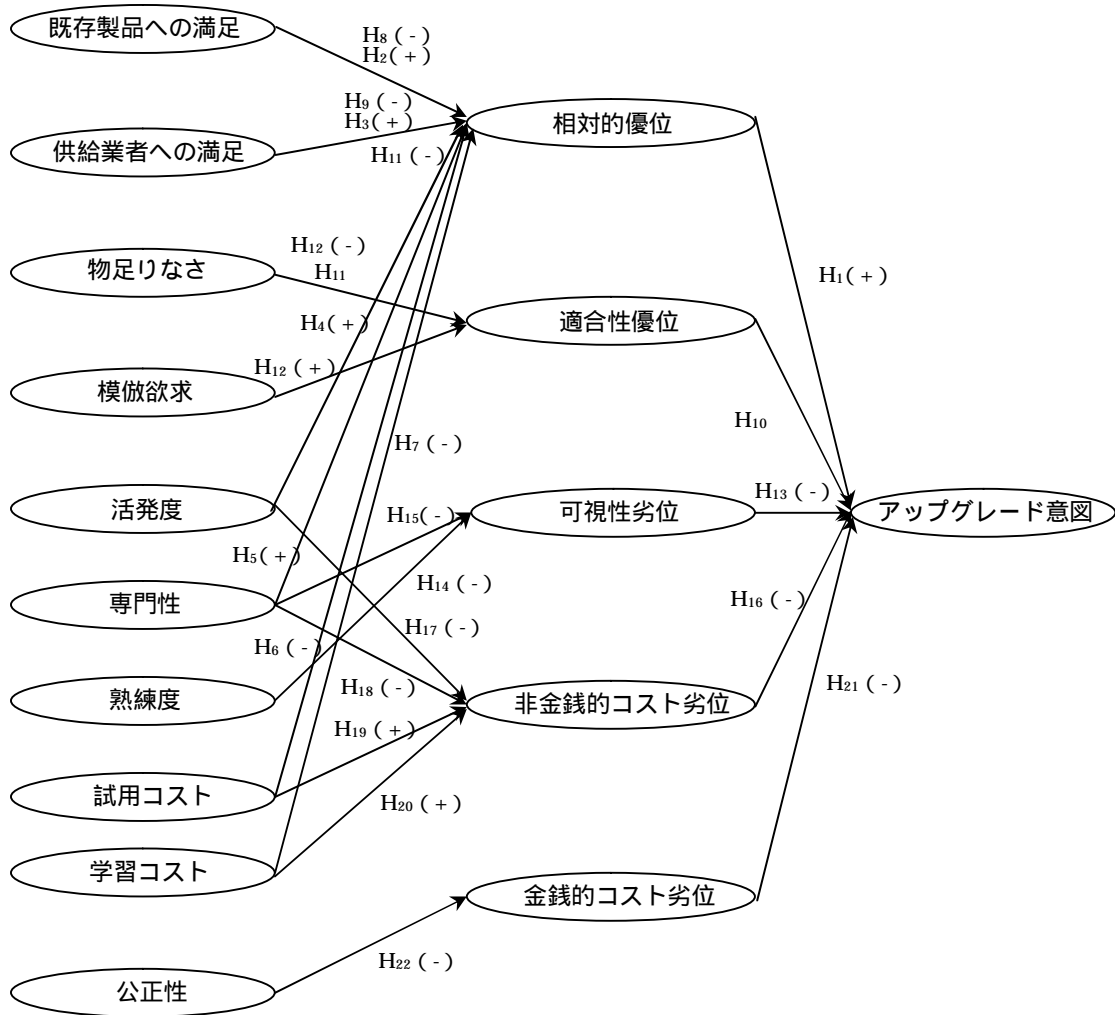 既存製品への満足
H₈ ( - )
H₂( + )
H₉ ( - )
H₃( + )
相対的優位
供給業者への満足
H₁₁ ( - )
H₁₂ ( - )
物足りなさ
H₁₁
H₁( + )
H₄( + )
適合性優位
H₁₂ ( + )
模倣欲求
H₁₀
H₇ ( - )
H₁₃ ( - )
活発度
H₁₅( - )
可視性劣位
アップグレード意図
H₅( + )
H₁₄ ( - )
専門性
H₁₆ ( - )
H₁₇ ( - )
H₆ ( - )
H₁₈ ( - )
H₂₁ ( - )
熟練度
非金銭的コスト劣位
H₁₉ ( + )
試用コスト
H₂₀ ( + )
学習コスト
金銭的コスト劣位
H₂₂ ( - )
公正性